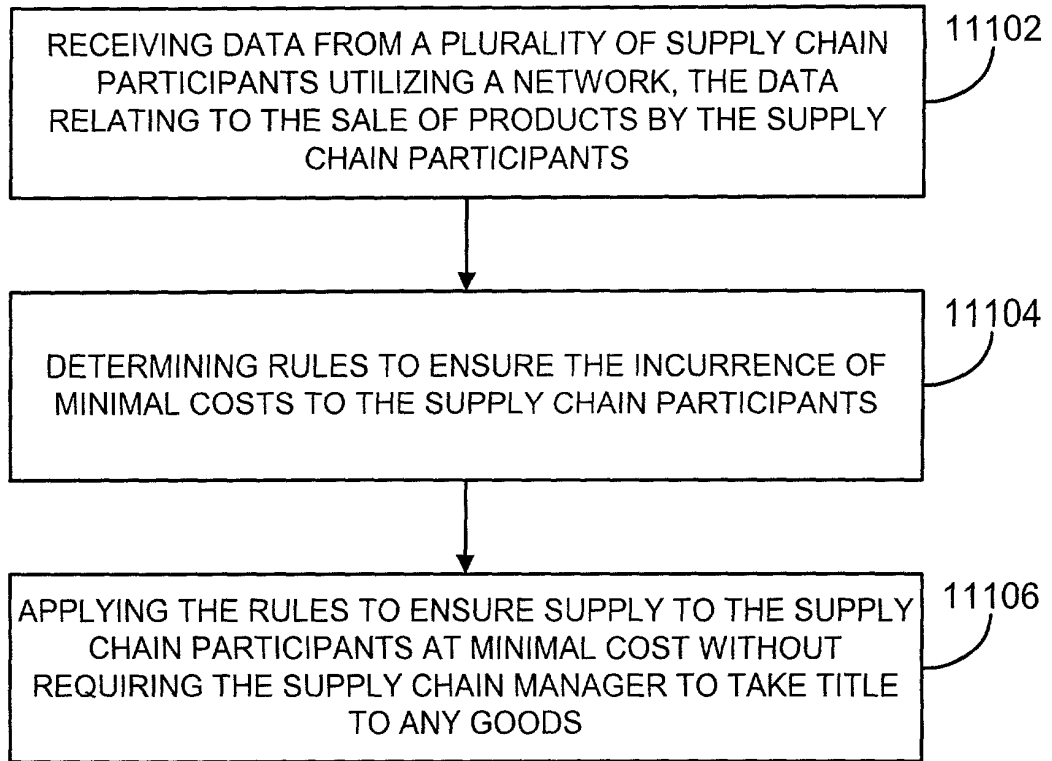 RECEIVING DATA FROM A PLURALITY OF SUPPLY CHAIN
PARTICIPANTS UTILIZING A NETWORK, THE DATA
RELATING TO THE SALE OF PRODUCTS BY THE SUPPLY
CHAIN PARTICIPANTS
11102
DETERMINING RULES TO ENSURE THE INCURRENCE OF
MINIMAL COSTS TO THE SUPPLY CHAIN PARTICIPANTS
11104
APPLYING THE RULES TO ENSURE SUPPLY TO THE SUPPLY
CHAIN PARTICIPANTS AT MINIMAL COST WITHOUT
REQUIRING THE SUPPLY CHAIN MANAGER TO TAKE TITLE
TO ANY GOODS
11106